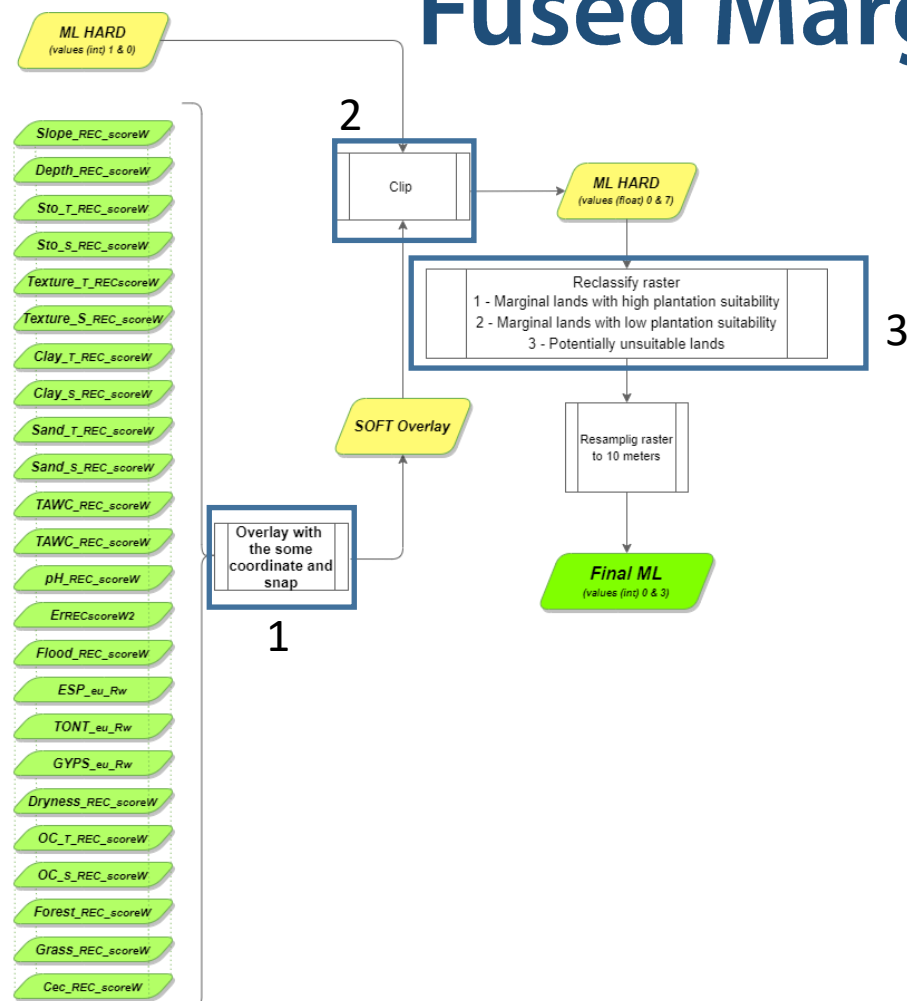 Fused Marg
ML HARD
(values (int) 1 & 0)
2
Slope_REC_scoreW
Depth_REC_scoreW
Sto_T_REC_scoreW
Sto_S_REC_scoreW
Texture_T_RECscoreW
Texture_S_REC_scoreW
Clay_T_REC_scoreW
Clay_S_REC_scoreW
Sand_T_REC_scoreW
Sand_S_REC_scoreW
TAWC_REC_scoreW
TAWC_REC_scoreW
pH_REC_scoreW
ErRECscoreW2
Flood_REC_scoreW
ESP_eu_Rw
TONT_eu_Rw
GYPS_eu_Rw
Dryness_REC_scoreW
OC_T_REC_scoreW
OC_S_REC_scoreW
Forest_REC_scoreW
Grass_REC_scoreW
Cec_REC_scoreW
Overlay with
the some
coordinate and
snap
1
SOFT Overlay
Clip
ML HARD
(values (float) 0 & 7)
Reclassify raster
1 - Marginal lands with high plantation suitability
2 - Marginal lands with low plantation suitability
3 - Potentially unsuitable lands
3
Resamplig raster
to 10 meters
Final ML
(values (int) 0 & 3)